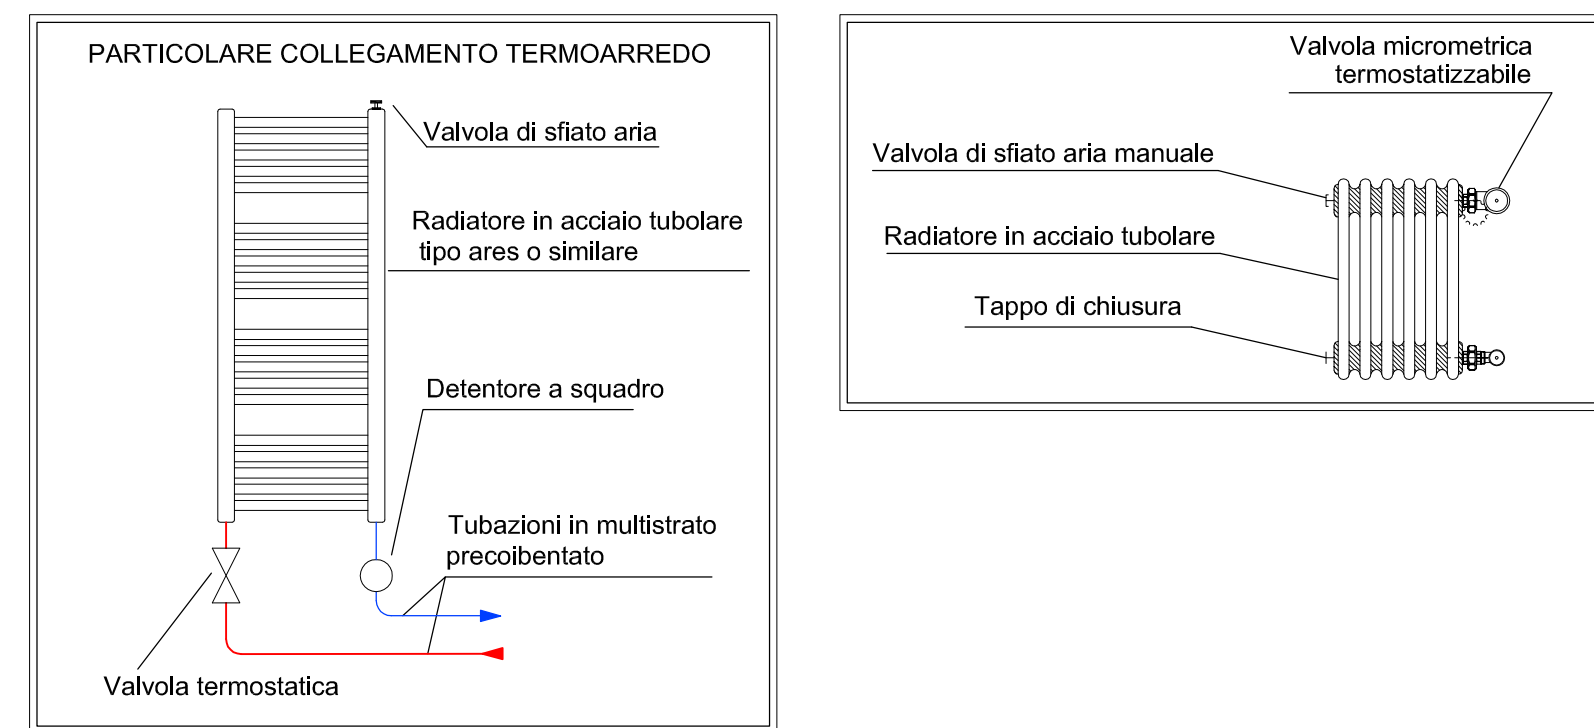 PARTICOLARE COLLEGAMENTO TERMOARREDO
Valvola di sfiato aria
Radiatore in acciaio tubolare
tipo ares o similare
Detentore a squadro
Tubazioni in multistrato
precoibentato
Valvola termostatica
Valvola micrometrica
termostatizzabile
Valvola di sfiato aria manuale
Radiatore in acciaio tubolare
Tappo di chiusura